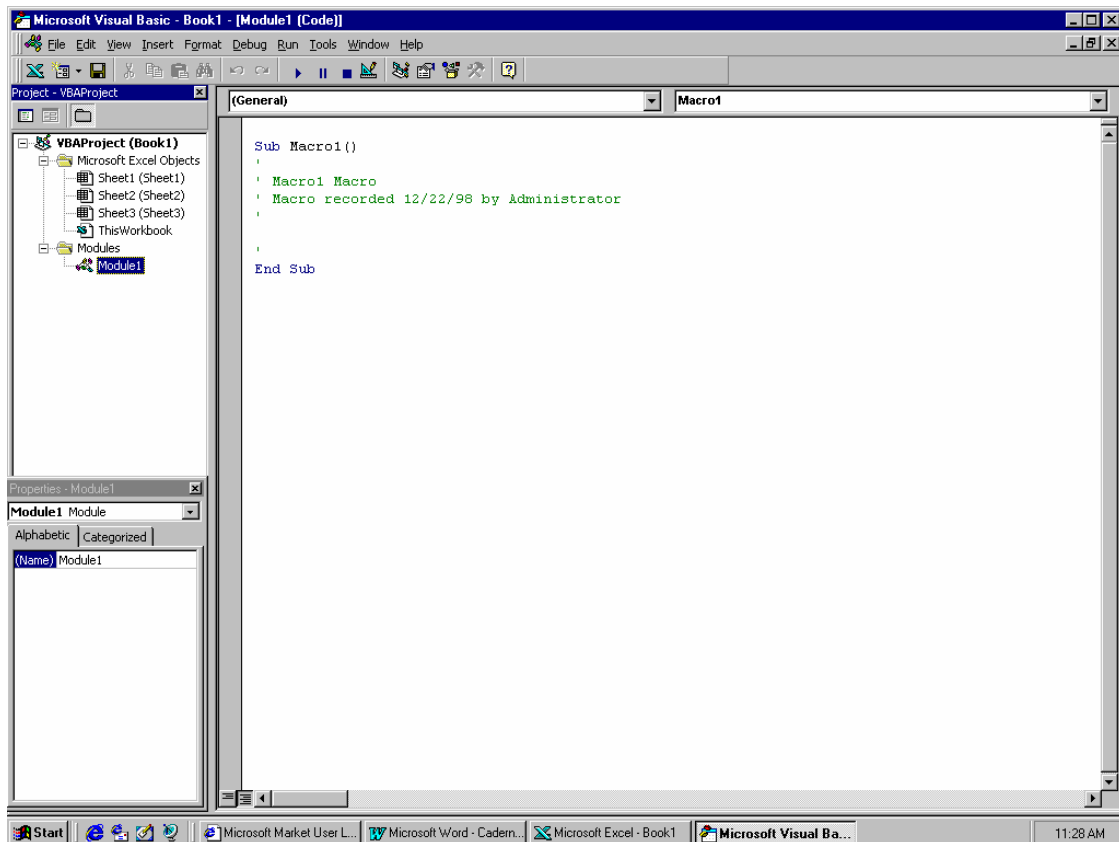 Microsoft Visual Basic - Book1 - [Module1 (Code)]
File Edit View Insert Format Debug Run Tools Window Help
Project - VBAProject
(General)
Macro1
VBAProject (Book1)
Microsoft Excel Objects
Sheet1 (Sheet1)
Sheet2 (Sheet2)
Sheet3 (Sheet3)
ThisWorkbook
Modules
Module1
Sub Macro1()
'
' Macro1 Macro
' Macro recorded 12/22/98 by Administrator
'
'
End Sub
Properties - Module1
Module1 Module
Alphabetic Categorized
(Name) Module1
Start Microsoft Market User L... Microsoft Word - Cadern... Microsoft Excel - Book1 Microsoft Visual Ba... 11:28 AM